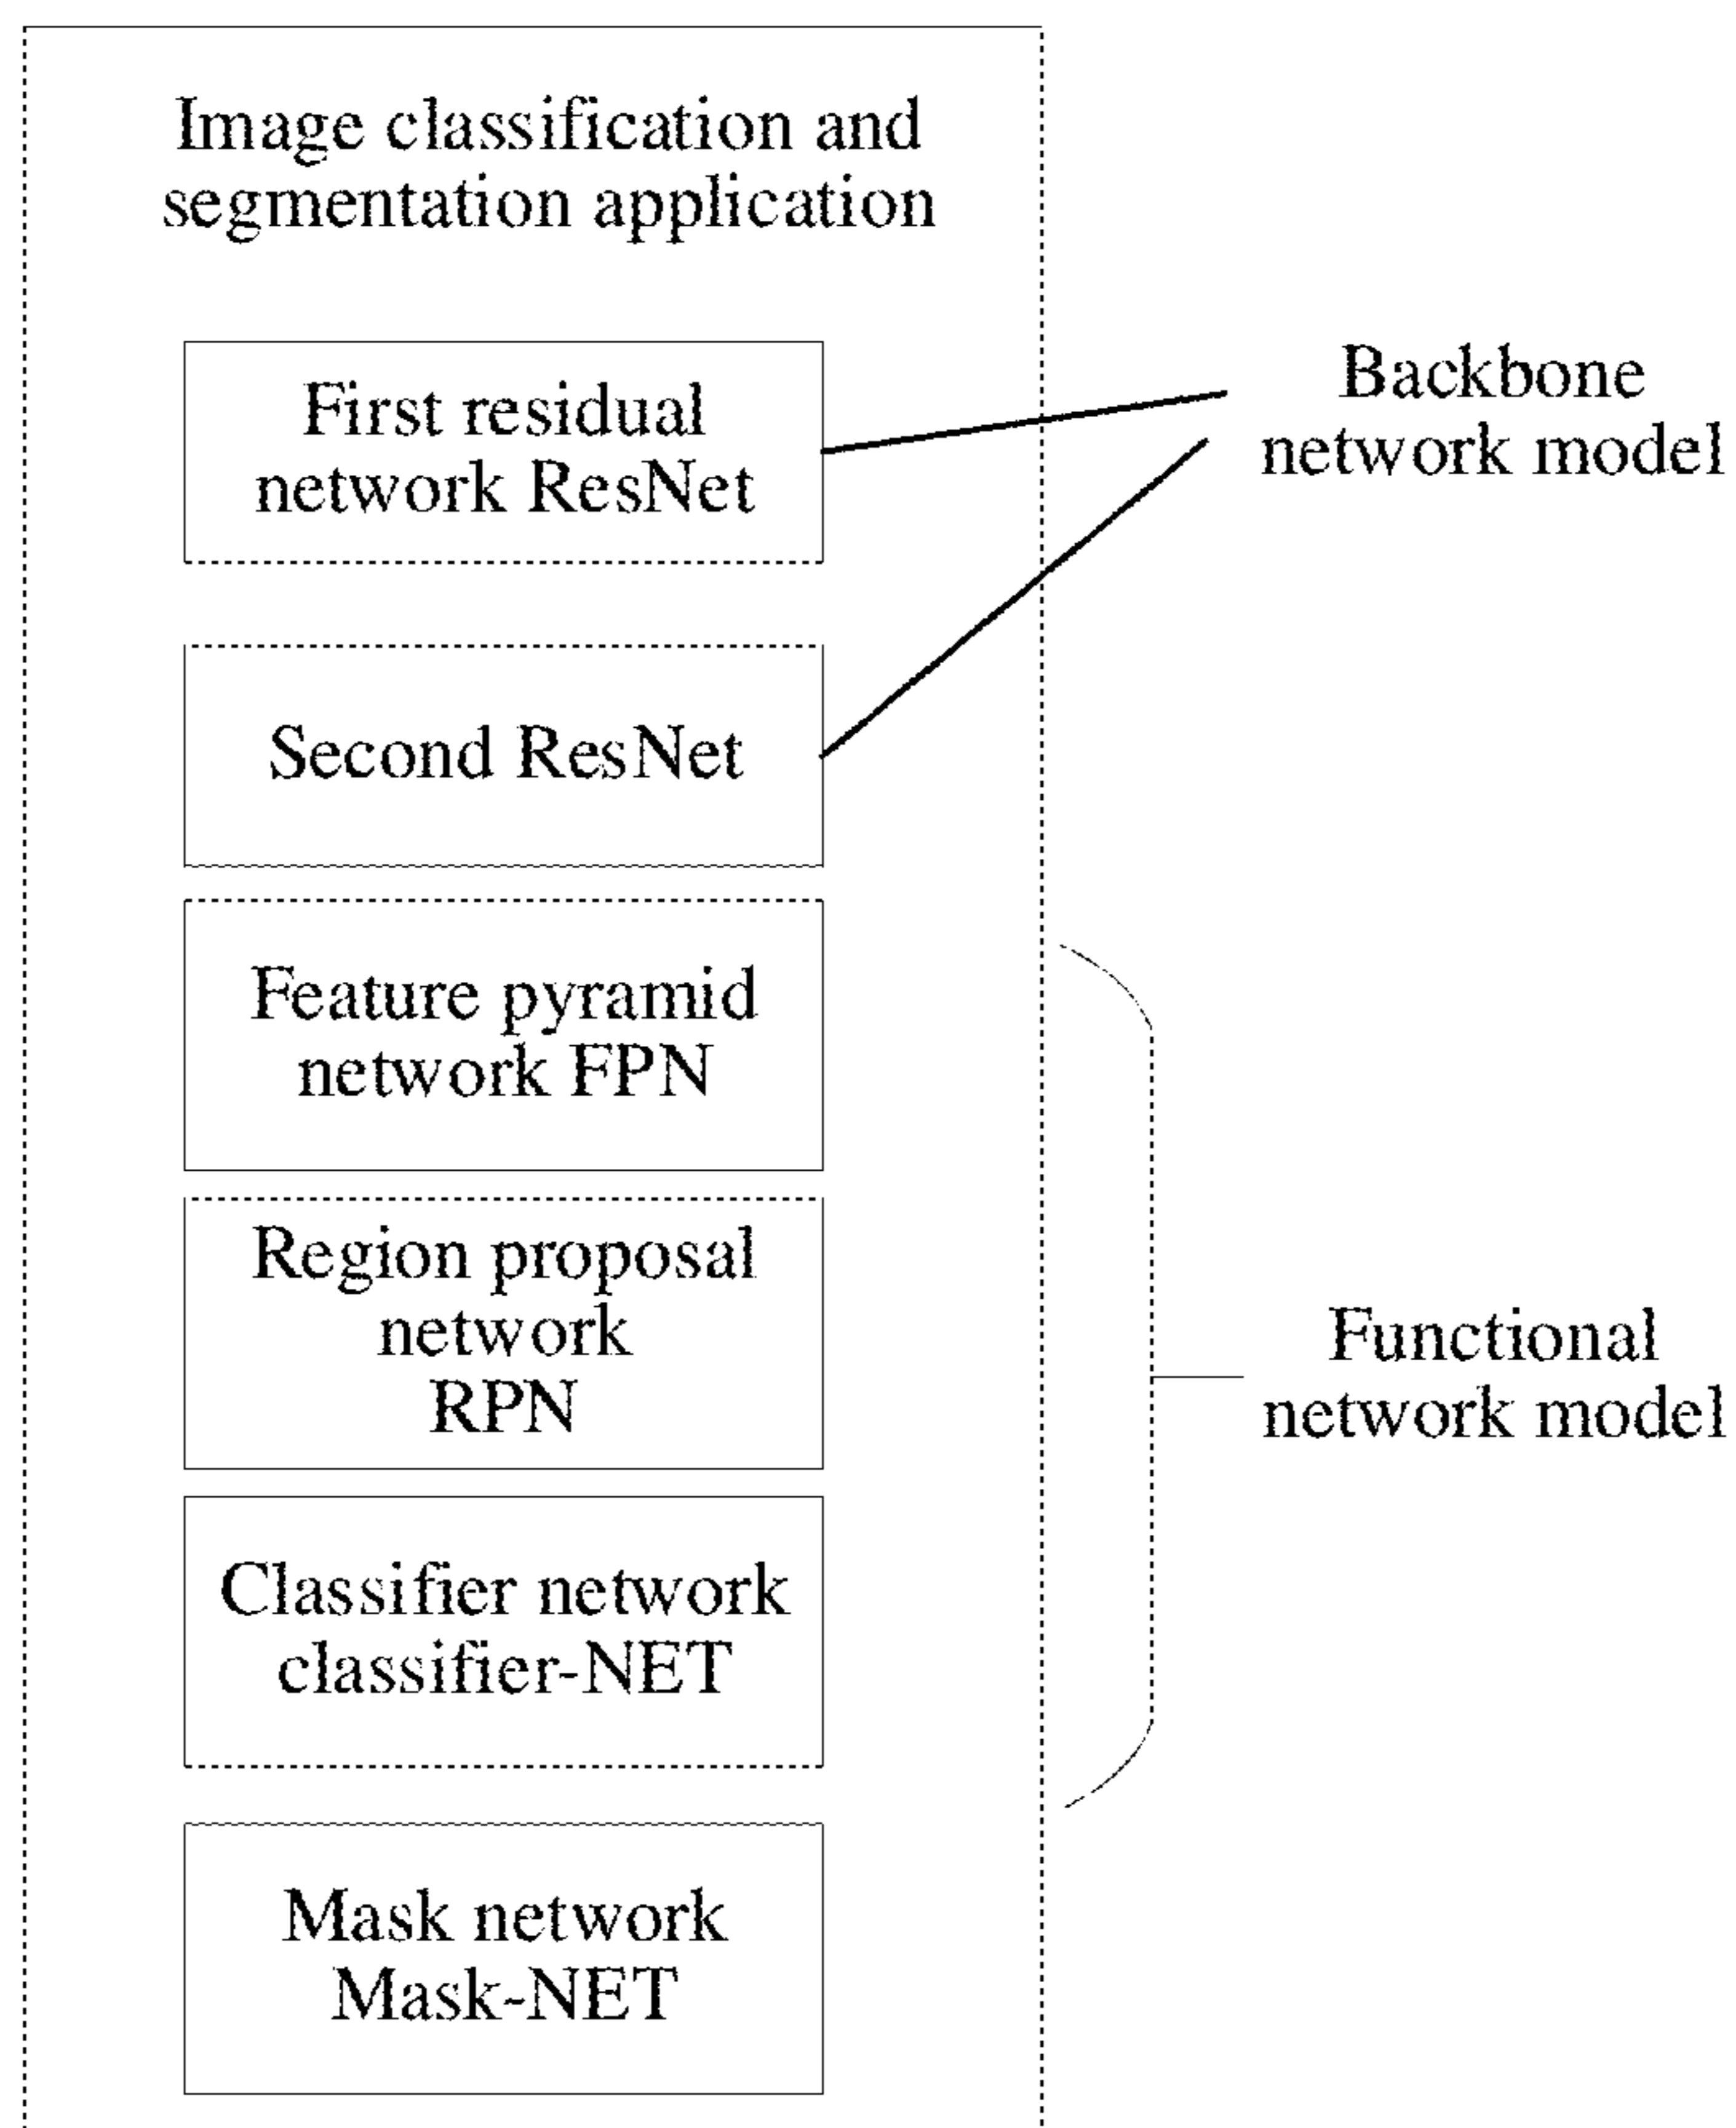 Image classification and
segmentation application
First residual
network ResNet
Backbone
network model
Second ResNet
Feature pyramid
network FPN
Region proposal
network
RPN
Functional
network model
Classifier network
classifier-NET
Mask network
Mask-NET